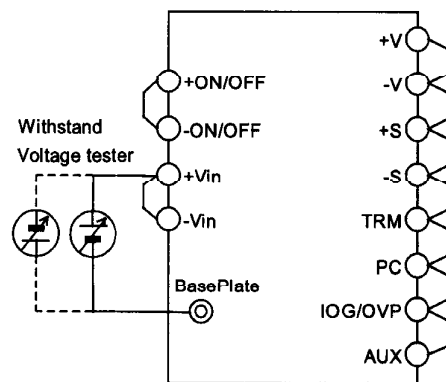 +V
+ON/OFF
-V
Withstand
Voltage tester
-ON/OFF
+S
+Vin
-S
-Vin
TRM
PC
BasePlate
IOG/OVP
AUX